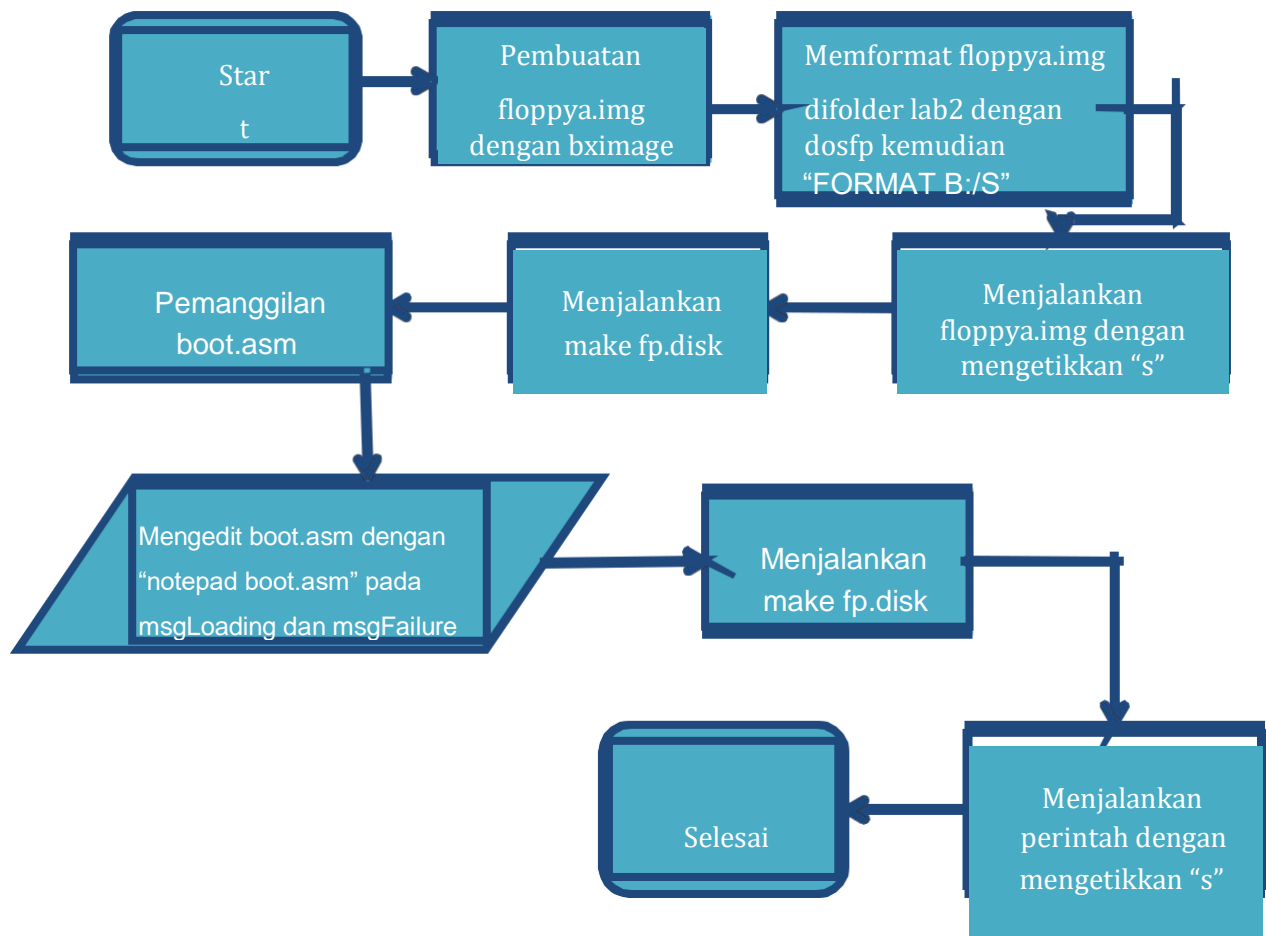 Star
t
Pembuatan
floppya.img
dengan bximage
Memformat floppya.img
difolder lab2 dengan
dosfp kemudian
“FORMAT B:/S”
Menjalankan
floppya.img dengan
mengetikkan “s”
Menjalankan
make fp.disk
Pemanggilan
boot.asm
Mengedit boot.asm dengan
“notepad boot.asm” pada
msgLoading dan msgFailure
Menjalankan
make fp.disk
Menjalankan
perintah dengan
mengetikkan “s”
Selesai